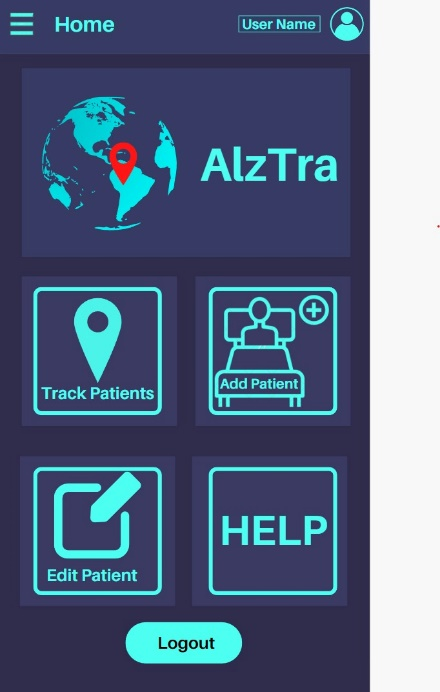 Home
User Name
AlzTra
Track Patients
Add Patient
Edit Patient
HELP
Logout